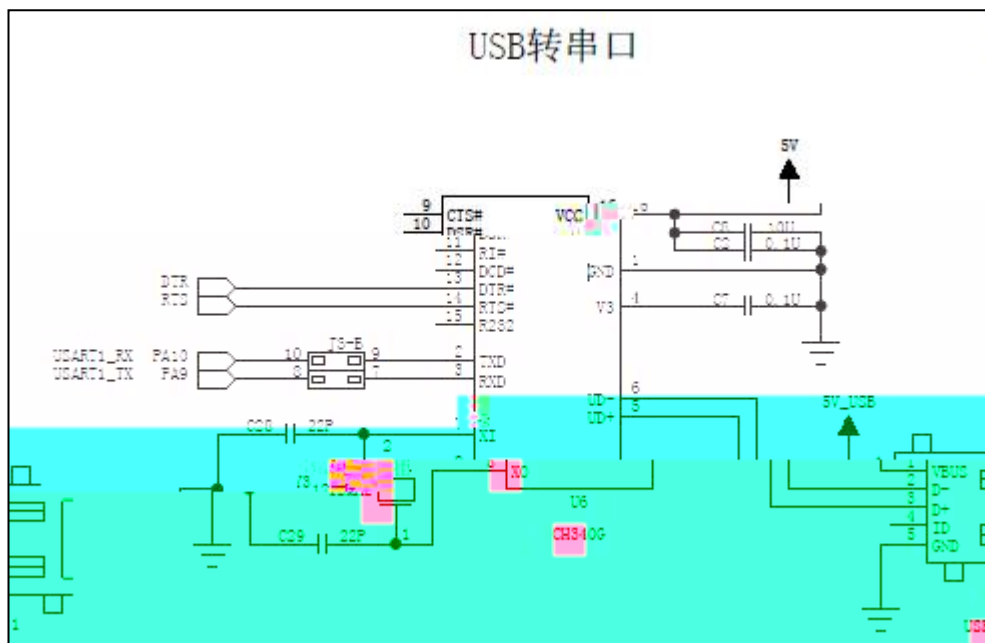 USB转串口
5V
9 CTS# VCC
10 DSR#
C6 10U
C2 0.1U
11 RI#
12 DCD# GND 1
DTR 13 DTR#
RTS 14 RTS# V3 4 C7 0.1U
15 R232
USART1_RX PA10 10 9 2 TXD
USART1_TX PA9 8 7 3 RXD
UD- 6
UD+ 5
5V_USB
22P XI
2
XO
1 VBUS
2 D-
3 D+
4 ID
5 GND
U6
C29 22P 1
CH340G
1